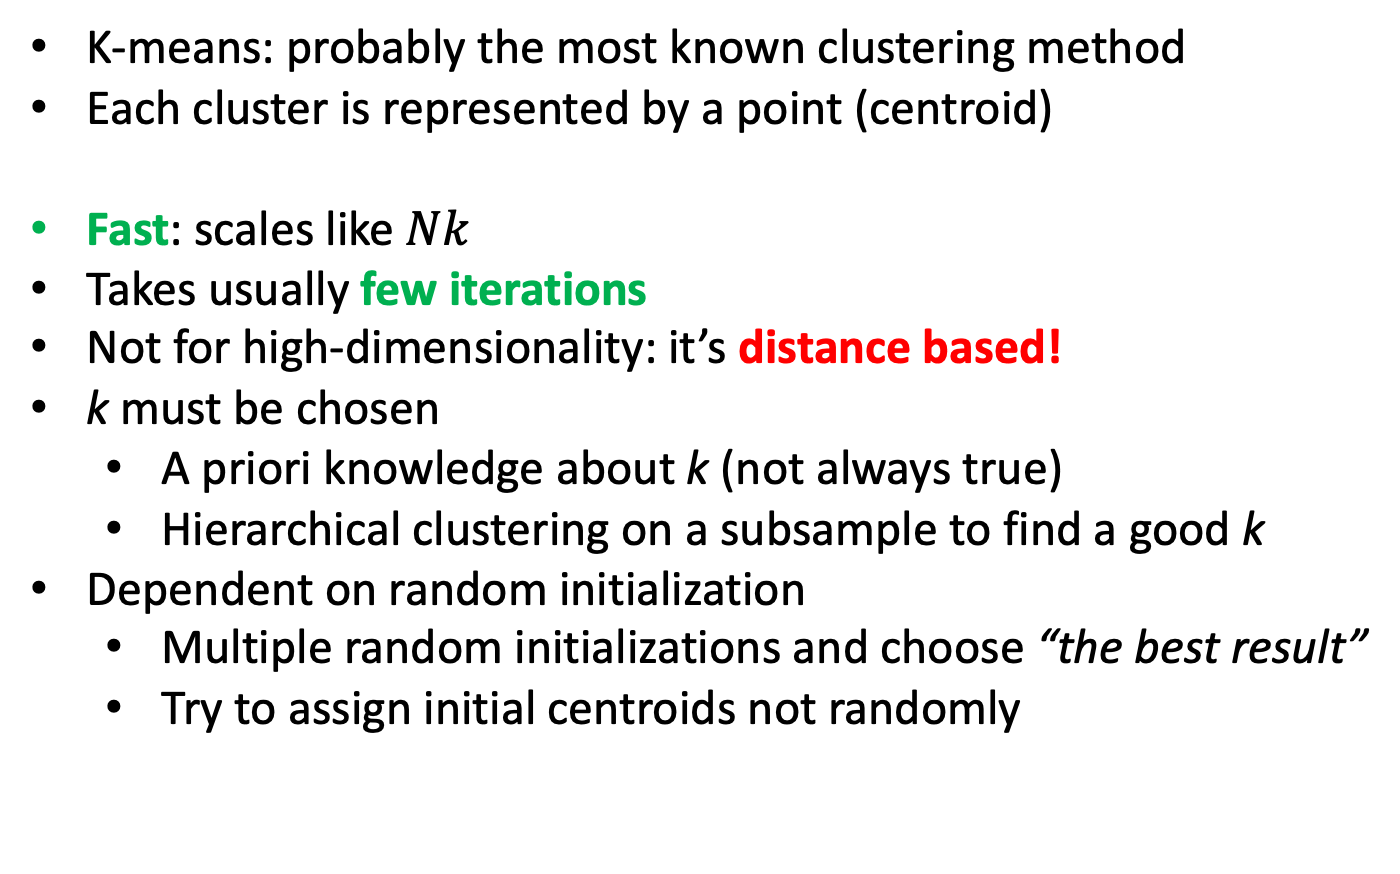 • K-means: probably the most known clustering method
• Each cluster is represented by a point (centroid)
• Fast: scales like Nk
• Takes usually few iterations
• Not for high-dimensionality: it’s distance based!
• k must be chosen
• A priori knowledge about k (not always true)
• Hierarchical clustering on a subsample to find a good k
• Dependent on random initialization
• Multiple random initializations and choose “the best result”
• Try to assign initial centroids not randomly